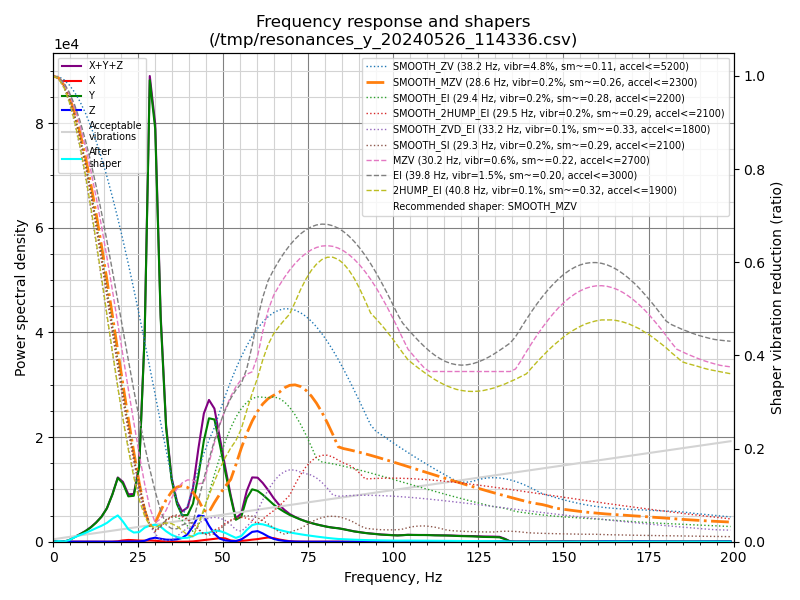 Frequency response and shapers
(/tmp/resonances_y_20240526_114336.csv)
1e4
X+Y+Z
X
Y
Z
Acceptable
vibrations
After
shaper
SMOOTH_ZV (38.2 Hz, vibr=4.8%, sm~=0.11, accel<=5200)
SMOOTH_MZV (28.6 Hz, vibr=0.2%, sm~=0.26, accel<=2300)
SMOOTH_EI (29.4 Hz, vibr=0.2%, sm~=0.28, accel<=2200)
SMOOTH_2HUMP_EI (29.5 Hz, vibr=0.2%, sm~=0.29, accel<=2100)
SMOOTH_ZVD_EI (33.2 Hz, vibr=0.1%, sm~=0.33, accel<=1800)
SMOOTH_SI (29.3 Hz, vibr=0.2%, sm~=0.29, accel<=2100)
MZV (30.2 Hz, vibr=0.6%, sm~=0.22, accel<=2700)
EI (39.8 Hz, vibr=1.5%, sm~=0.20, accel<=3000)
2HUMP_EI (40.8 Hz, vibr=0.1%, sm~=0.32, accel<=1900)
Recommended shaper: SMOOTH_MZV
Power spectral density
8
6
4
2
0
1.0
0.8
0.6
0.4
0.2
0.0
Shaper vibration reduction (ratio)
0 25 50 75 100 125 150 175 200
Frequency, Hz